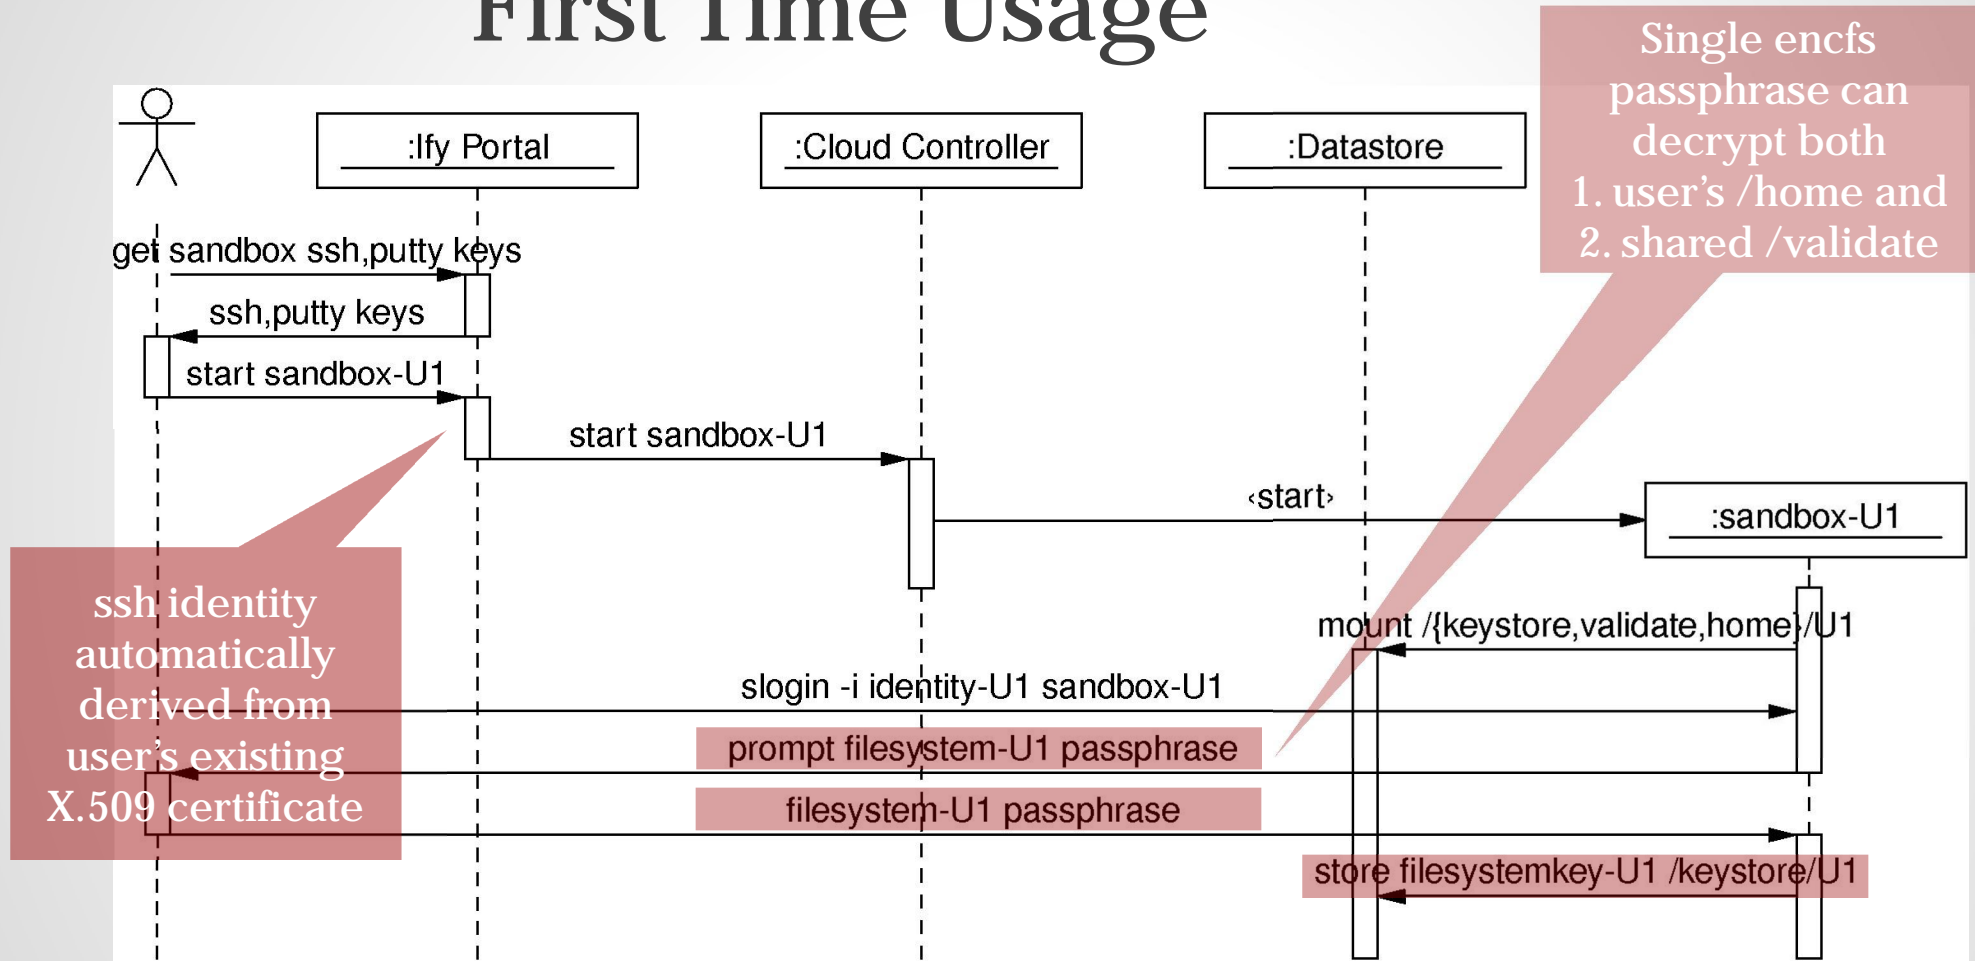 First Time Usage
Single encfs
passphrase can
decrypt both
1. user's /home and
2. shared /validate
:Ify Portal
:Cloud Controller
:Datastore
get sandbox ssh,putty keys
ssh,putty keys
start sandbox-U1
start sandbox-U1
‹start›
:sandbox-U1
ssh identity
automatically
derived from
user's existing
X.509 certificate
mount /{keystore,validate,home}/U1
slogin -i identity-U1 sandbox-U1
prompt filesystem-U1 passphrase
filesystem-U1 passphrase
store filesystemkey-U1 /keystore/U1